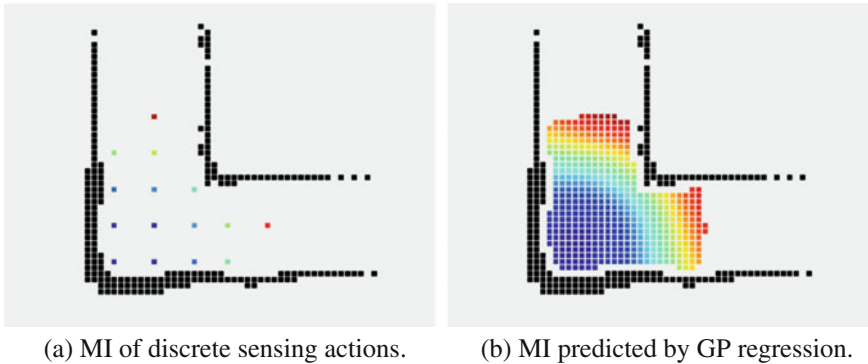 (a) MI of discrete sensing actions.
(b) MI predicted by GP regression.